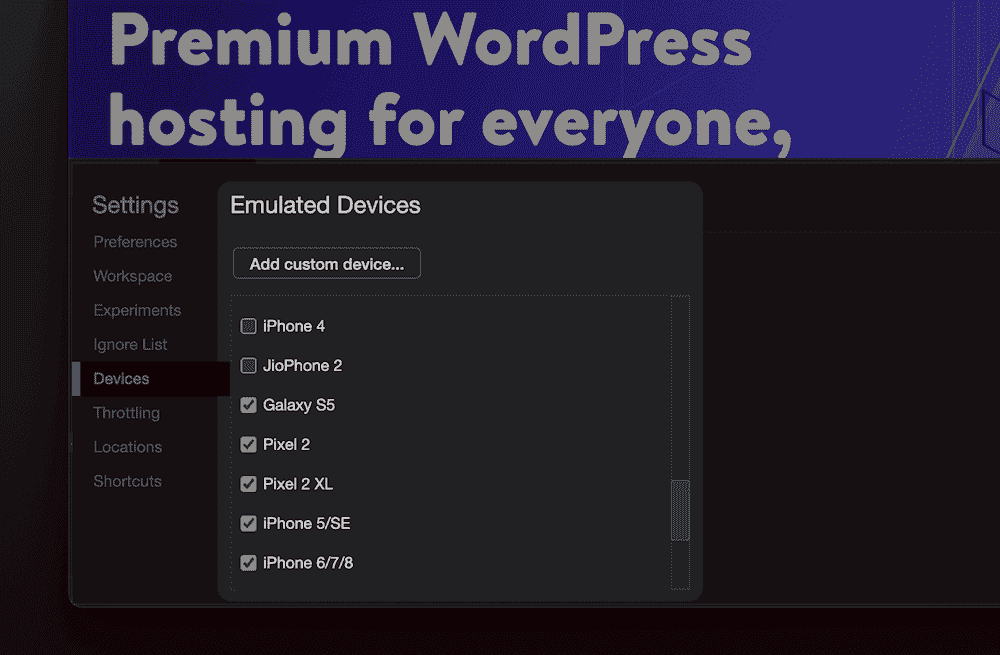 Premium WordPress
hosting for everyone,
Settings
Preferences
Workspace
Experiments
Ignore List
Devices
Throttling
Locations
Shortcuts
Emulated Devices
Add custom device...
iPhone 4
JioPhone 2
Galaxy S5
Pixel 2
Pixel 2 XL
iPhone 5/SE
iPhone 6/7/8